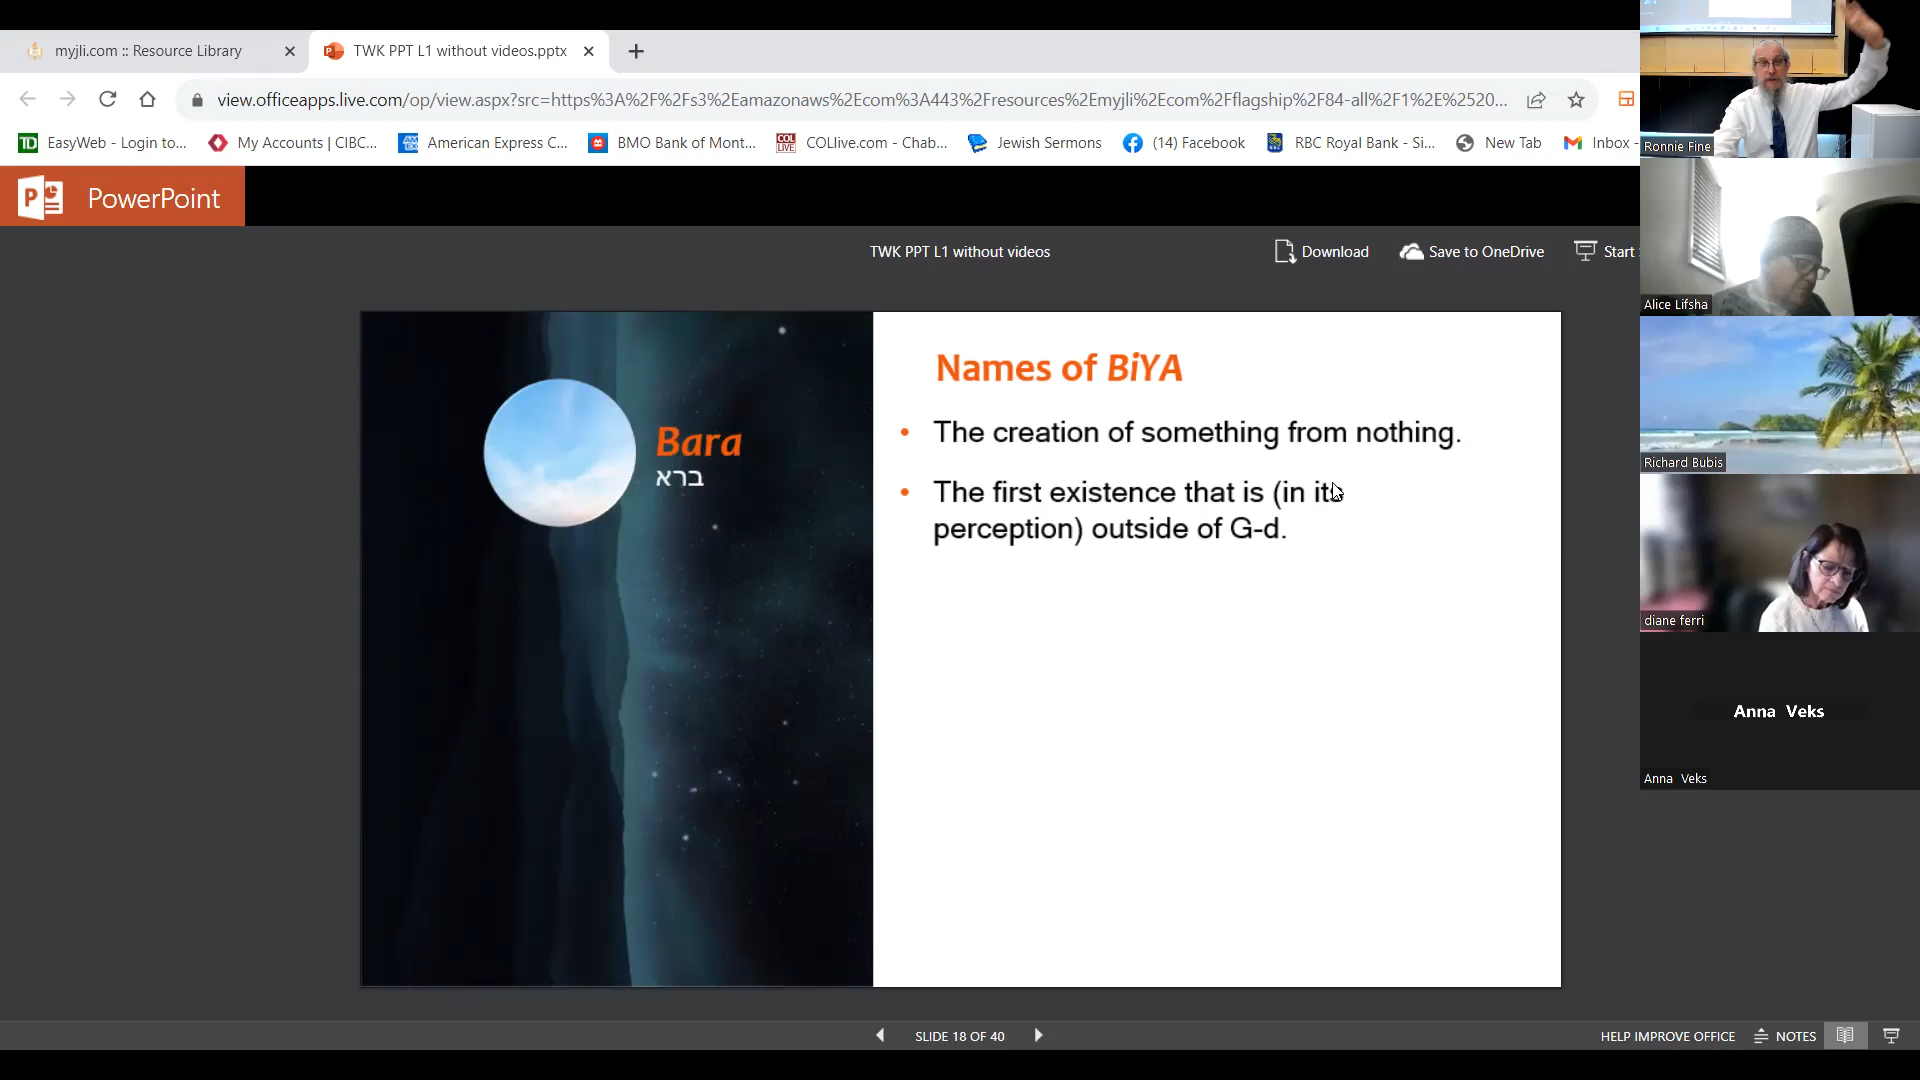 myjli.com :: Resource Library
TWK PPT L1 without videos.pptx
view.officeapps.live.com/op/view.aspx?src=https%3A%2F%2Fs3%2Eamazonaws%2Ecom%3A443%2Fresources%2Emyjli%2Ecom%2Fflagship%2F84-all%2F1%2E%2520...
EasyWeb - Login to...
My Accounts | CIBC...
American Express C...
BMO Bank of Mont...
COLlive.com - Chab...
Jewish Sermons
(14) Facebook
RBC Royal Bank - Si...
New Tab
Inbox -
PowerPoint
TWK PPT L1 without videos
Download
Save to OneDrive
Start
Bara
ברא
Names of BiYA
• The creation of something from nothing.
• The first existence that is (in its
perception) outside of G-d.
SLIDE 18 OF 40
HELP IMPROVE OFFICE
NOTES
Ronnie Fine
Alice Lifsha
Richard Bubis
diane ferri
Anna Veks
Anna Veks